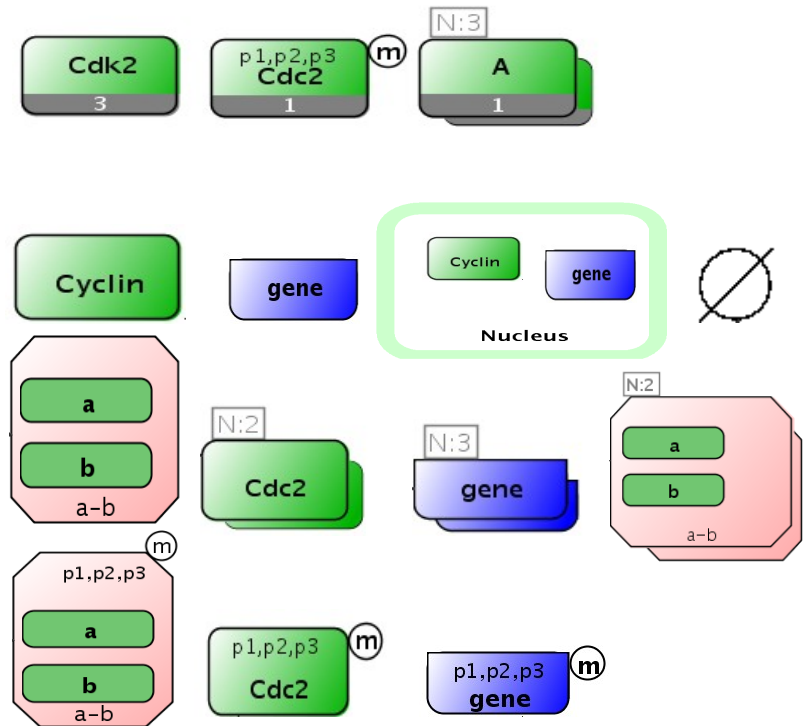 N:3
Cdk2
3
p1,p2,p3
m
Cdc2
1
A
1
Cyclin
gene
Cyclin
gene
Nucleus
a
b
a-b
N:2
Cdc2
N:3
gene
N:2
a
b
a-b
m
p1,p2,p3
a
b
a-b
p1,p2,p3
m
Cdc2
p1,p2,p3
m
gene